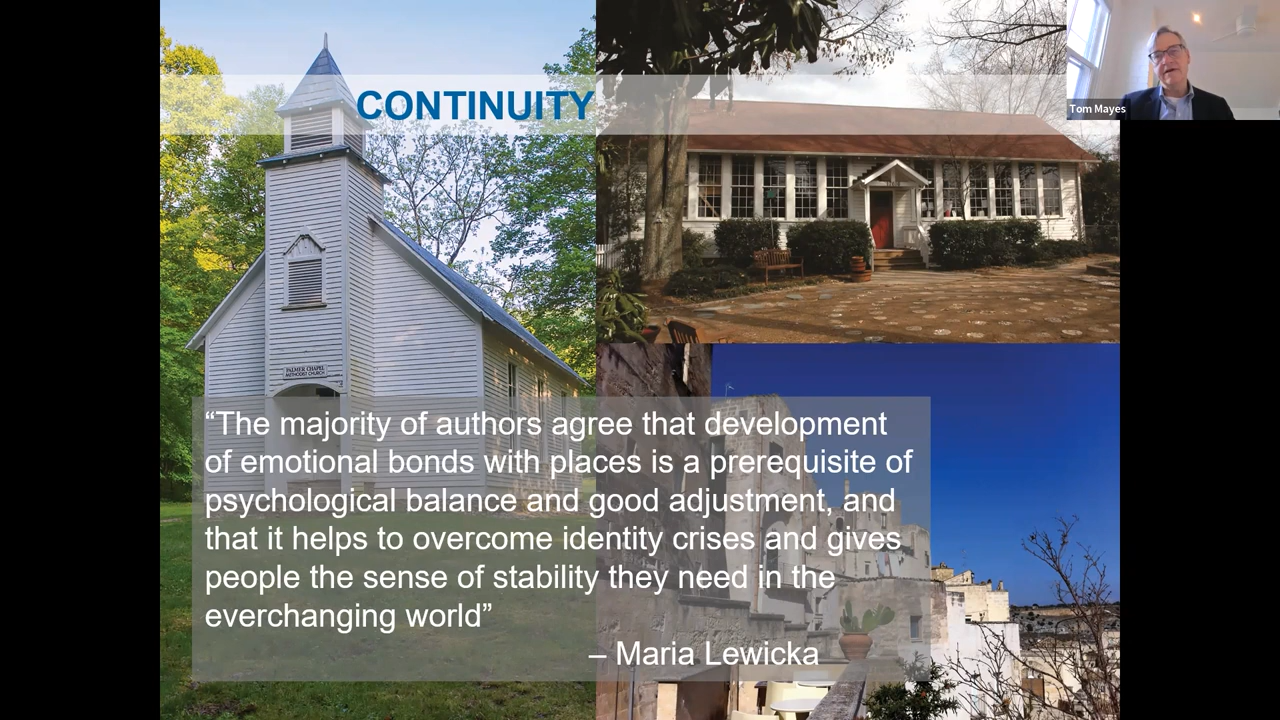 CONTINUITY
Tom Mayes
PALMER CHAPEL
METHODIST CHURCH
“The majority of authors agree that development
of emotional bonds with places is a prerequisite of
psychological balance and good adjustment, and
that it helps to overcome identity crises and gives
people the sense of stability they need in the
everchanging world”
– Maria Lewicka